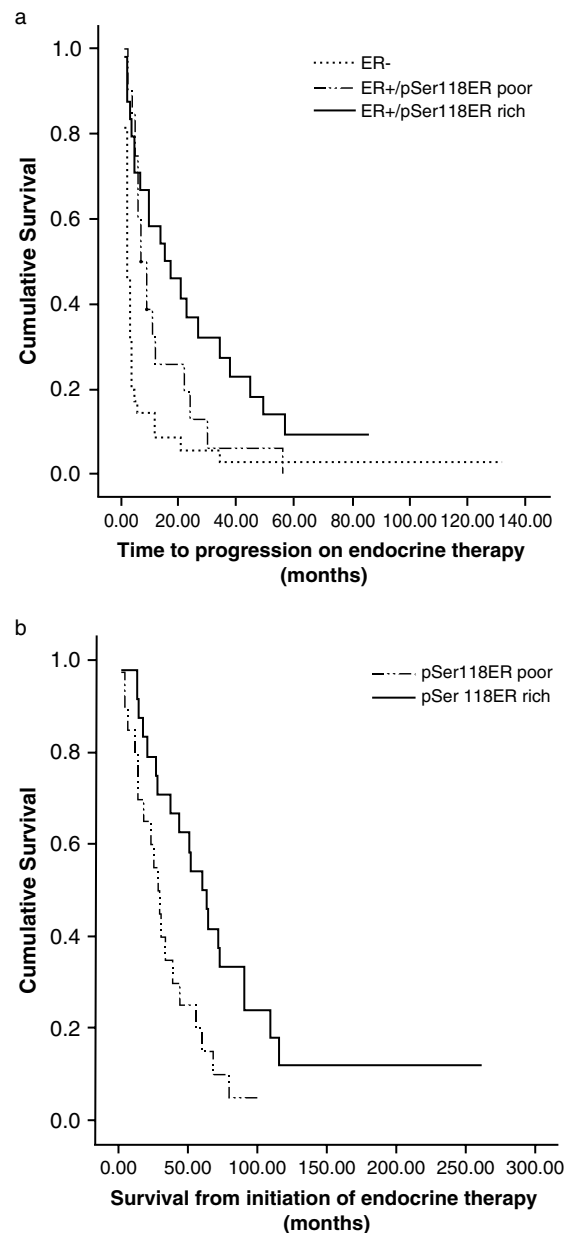 a
1.0
0.8
0.6
0.4
0.2
0.0
Cumulative Survival
ER-
ER+/pSer118ER poor
ER+/pSer118ER rich
0.00 20.00 40.00 60.00 80.00 100.00 120.00 140.00
Time to progression on endocrine therapy
(months)
b
1.0
0.8
0.6
0.4
0.2
0.0
Cumulative Survival
pSer118ER poor
pSer 118ER rich
0.00 50.00 100.00 150.00 200.00 250.00 300.00
Survival from initiation of endocrine therapy
(months)